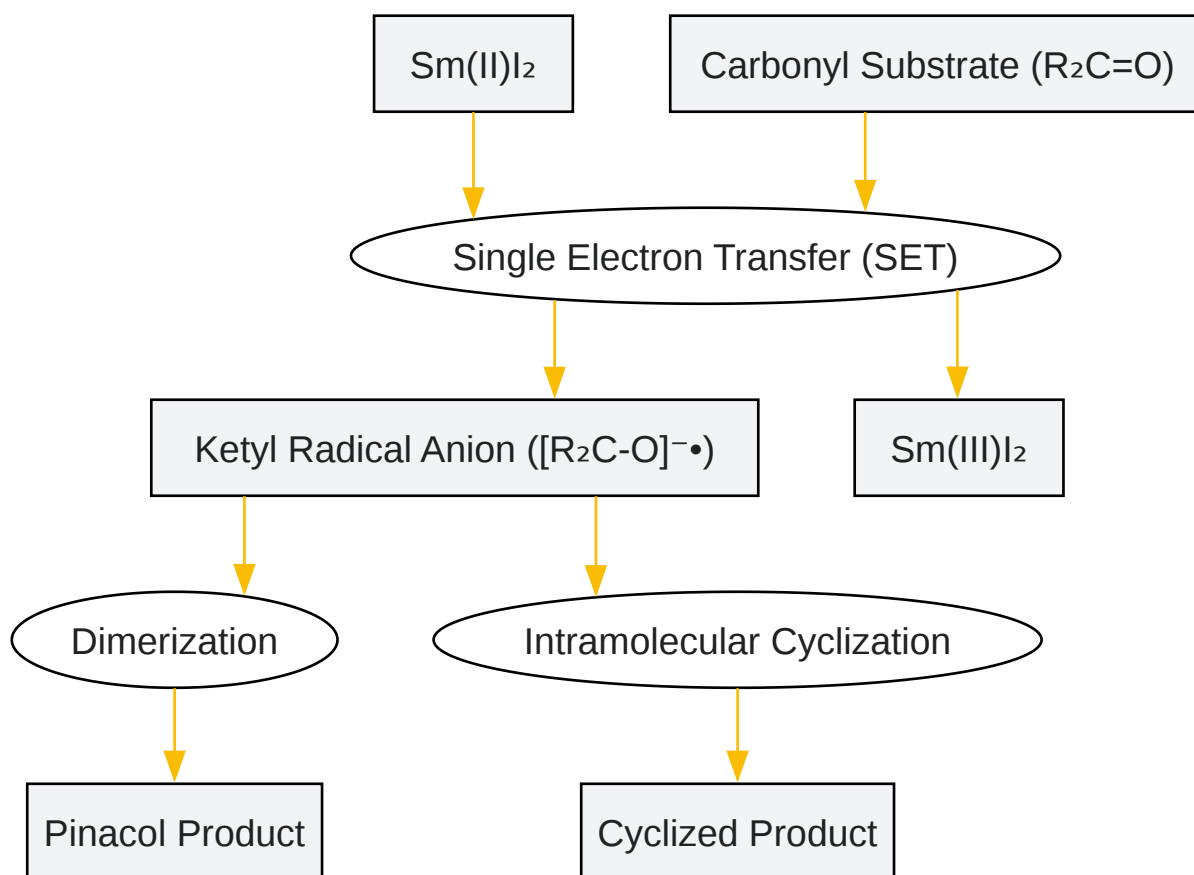 Sm(II)I₂
Carbonyl Substrate (R₂C=O)
Single Electron Transfer (SET)
Ketyl Radical Anion ([R₂C-O]⁻•)
Sm(III)I₂
Dimerization
Intramolecular Cyclization
Pinacol Product
Cyclized Product